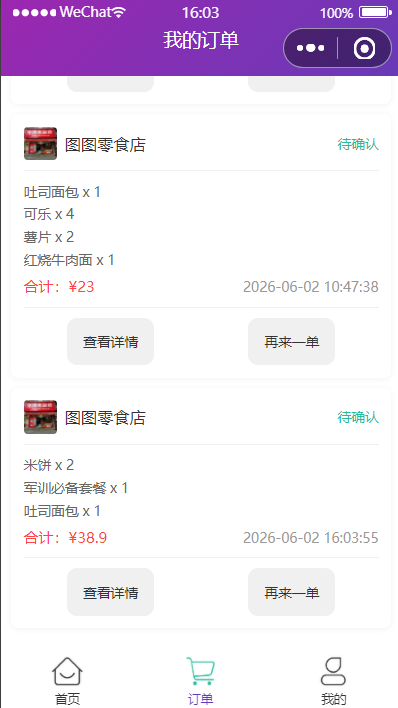 WeChat 16:03 100%
我的订单
图图零食店 待确认
吐司面包 x 1
可乐 x 4
薯片 x 2
红烧牛肉面 x 1
合计：¥23 2026-06-02 10:47:38
查看详情 再来一单
图图零食店 待确认
米饼 x 2
军训必备套餐 x 1
吐司面包 x 1
合计：¥38.9 2026-06-02 16:03:55
查看详情 再来一单
首页 订单 我的